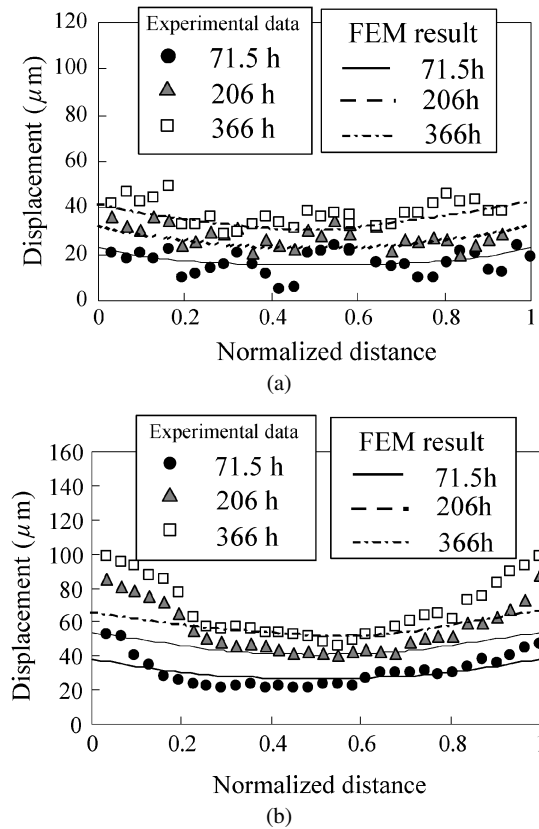 120
100
80
60
40
20
0
Displacement (μm)
Experimental data
71.5 h
206 h
366 h
FEM result
71.5h
206h
366h
0 0.2 0.4 0.6 0.8 1
Normalized distance
(a)
160
140
120
100
80
60
40
20
0
Displacement (μm)
Experimental data
71.5 h
206 h
366 h
FEM result
71.5h
206h
366h
0 0.2 0.4 0.6 0.8 1
Normalized distance
(b)